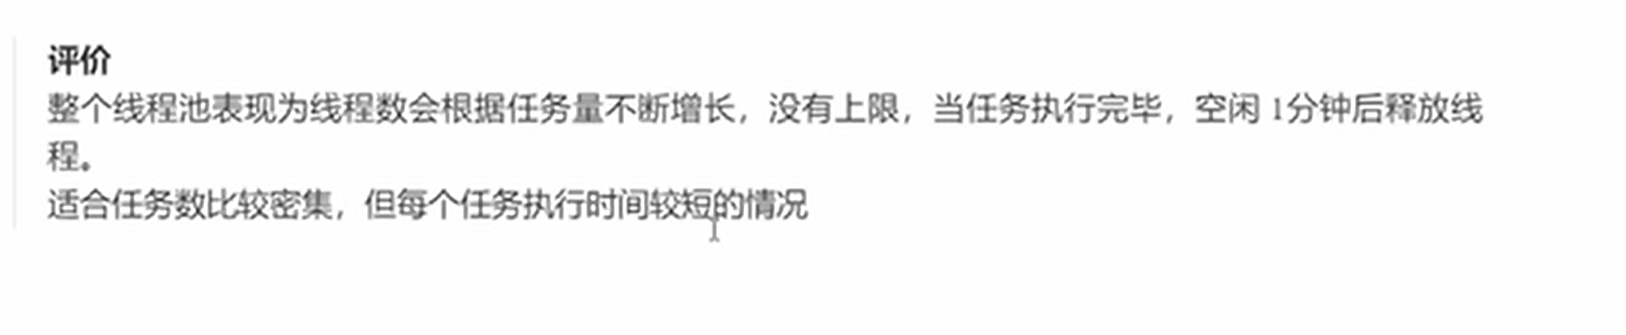 评价
整个线程池表现为线程数会根据任务量不断增长，没有上限，当任务执行完毕，空闲 1分钟后释放线
程。
适合任务数比较密集，但每个任务执行时间较短的情况